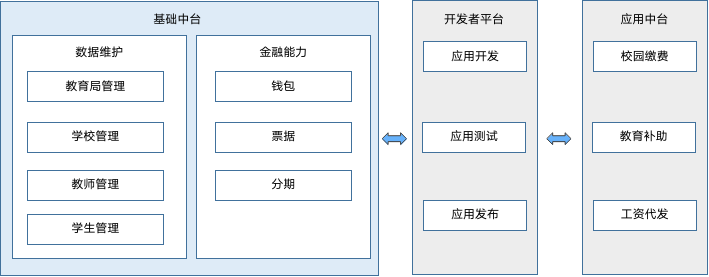 基础中台
数据维护
教育局管理
学校管理
教师管理
学生管理
金融能力
钱包
票据
分期
开发者平台
应用开发
应用测试
应用发布
应用中台
校园缴费
教育补助
工资代发